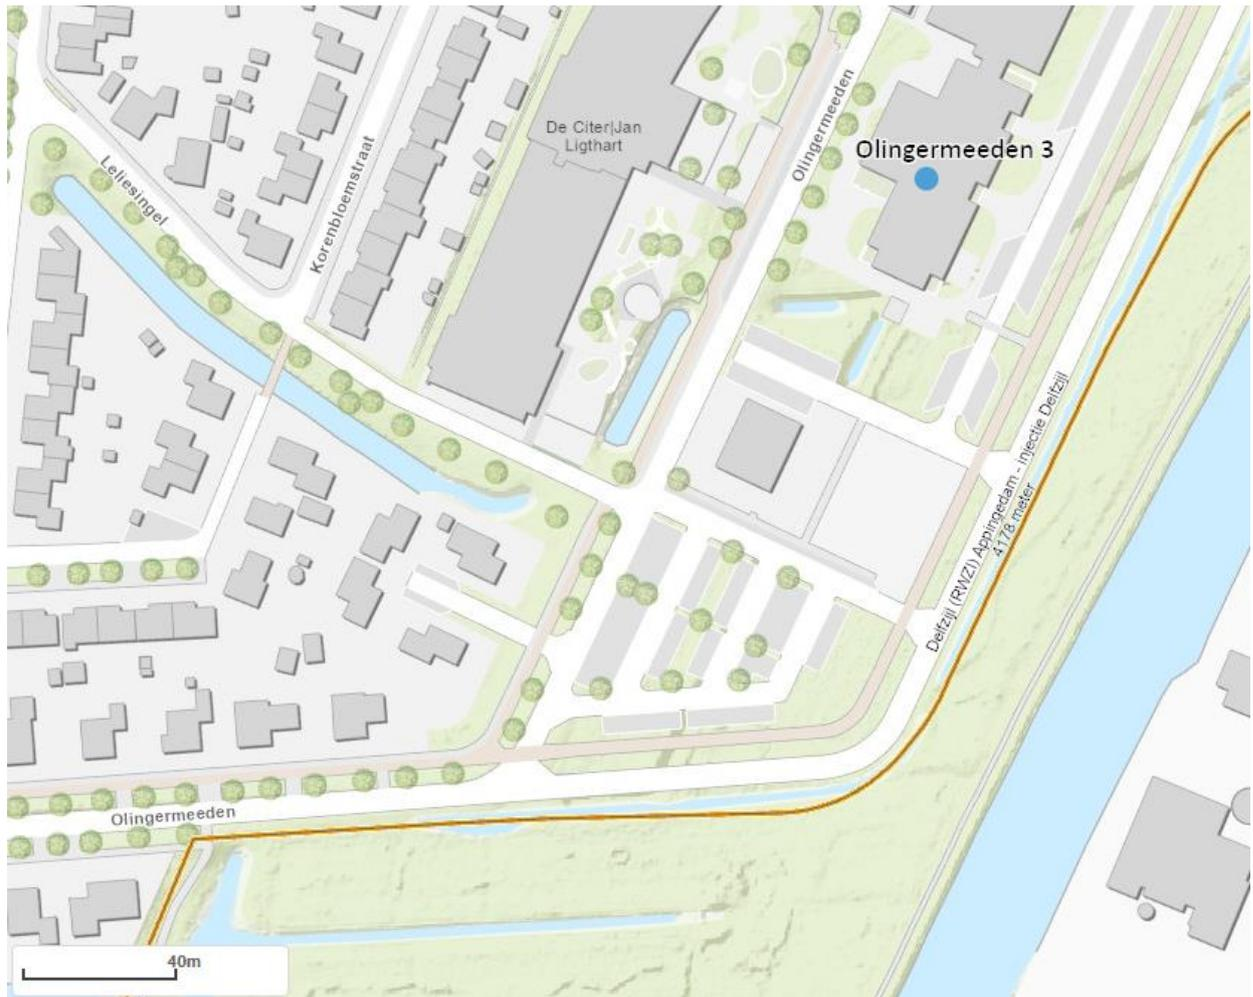 De Citer|Jan
Ligthart
Olingermeeden
Olingermeeden 3
Leliesingel
Korenbloemstraat
Delfzijl (RWZI) Appingedam - injectie Delfzijl
4178 meter
Olingermeeden
40m